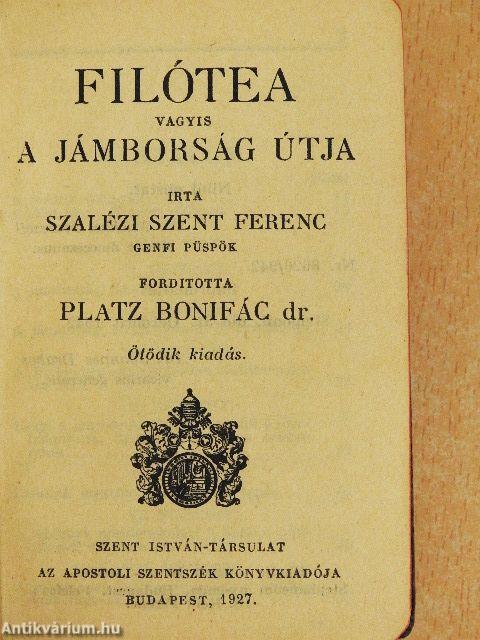 FILÓTEA
VAGYIS
A JÁMBORSÁG ÚTJA
IRTA
SZALÉZI SZENT FERENC
GENFI PÜSPÖK
FORDITOTTA
PLATZ BONIFÁC dr.
Ötödik kiadás.
SZENT ISTVÁN-TÁRSULAT
AZ APOSTOLI SZENTSZÉK KÖNYVKIADÓJA
BUDAPEST, 1927.
Antikvárium.hu